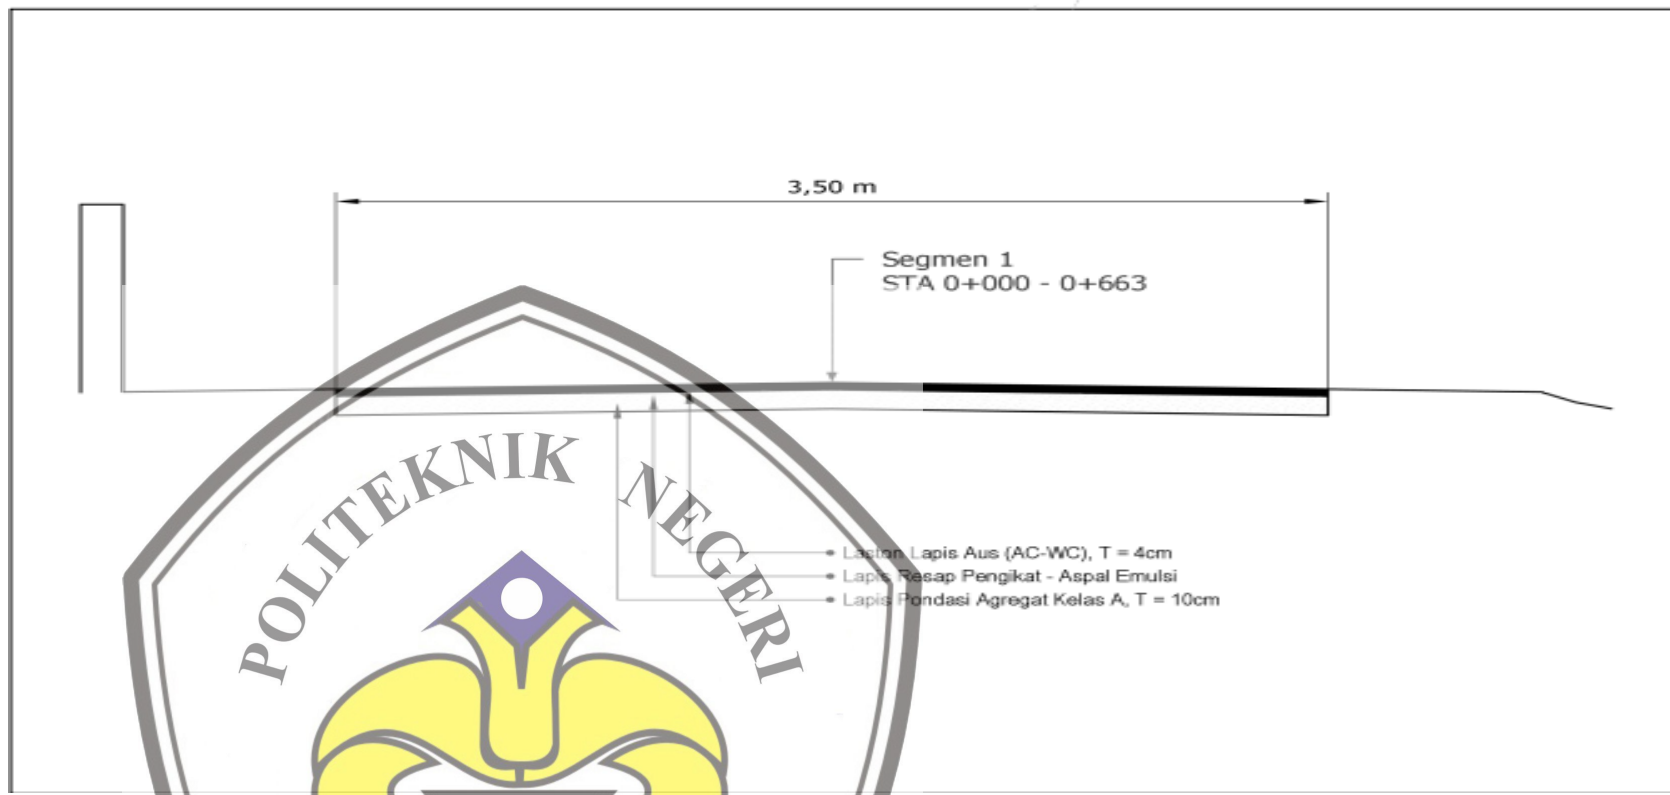 3,50 m
Segmen 1
STA 0+000 - 0+663
POLITEKNIK NEGERI
Laston Lapis Aus (AC-WC), T = 4cm
Lapis Resap Pengikat - Aspal Emulsi
Lapis Pondasi Agregat Kelas A, T = 10cm